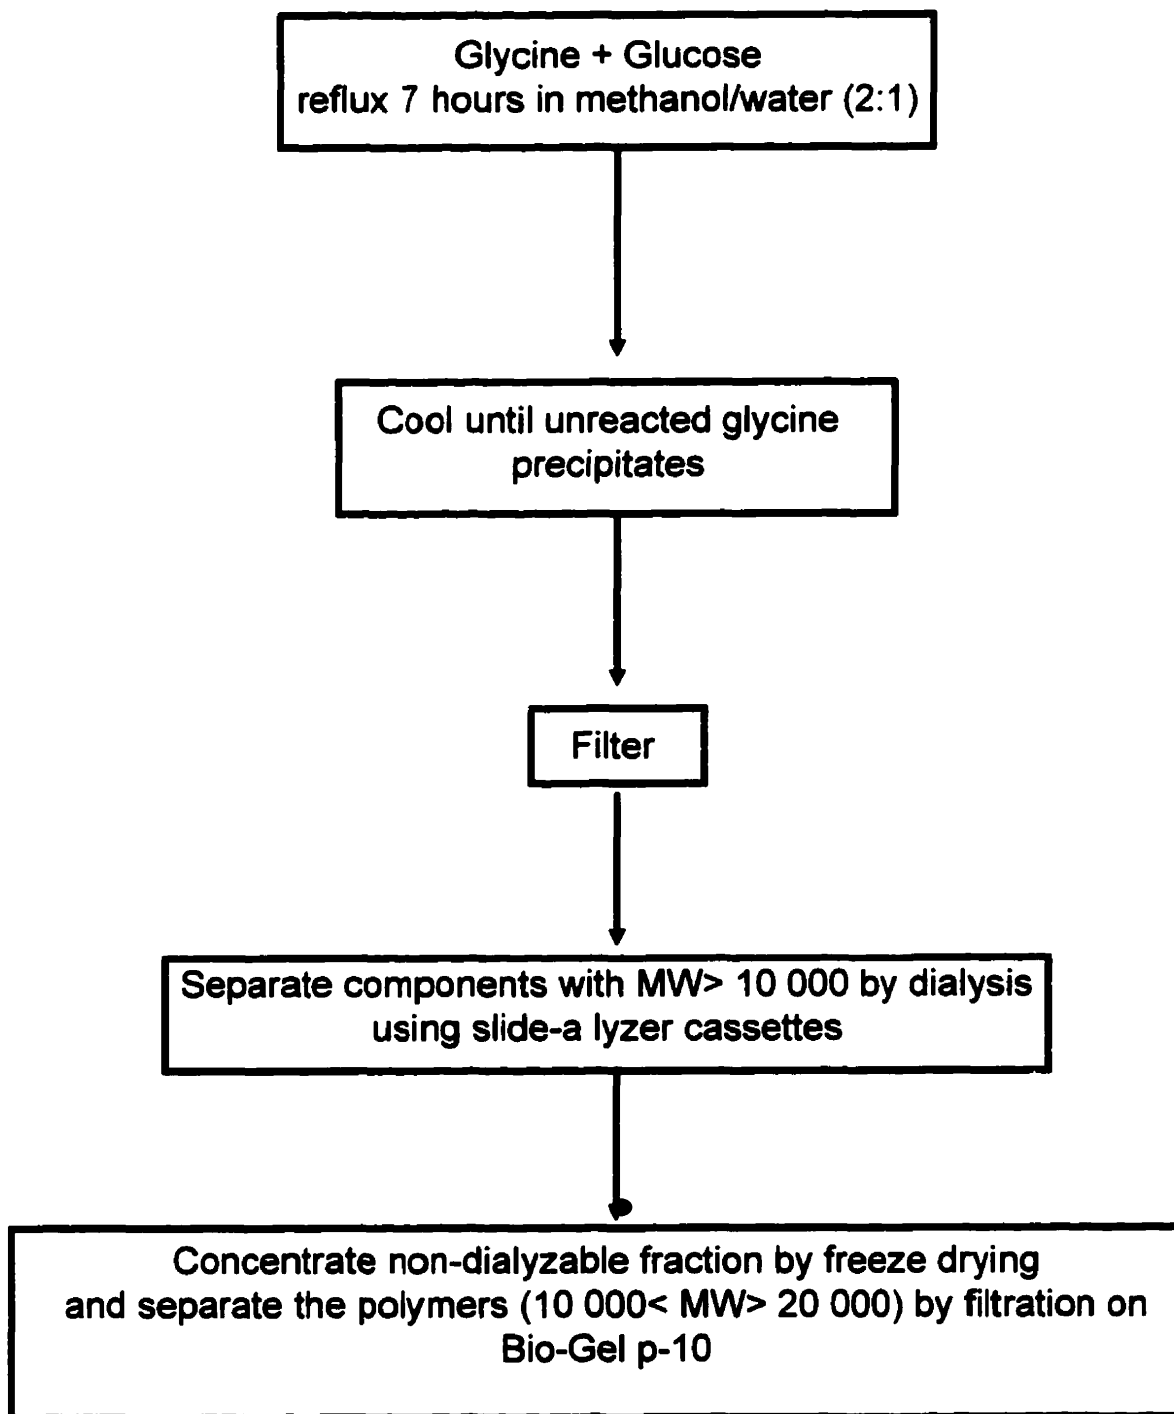 Glycine + Glucose
reflux 7 hours in methanol/water (2:1)
Cool until unreacted glycine
precipitates
Filter
Separate components with MW> 10 000 by dialysis
using slide-a lyzer cassettes
Concentrate non-dialyzable fraction by freeze drying
and separate the polymers (10 000< MW> 20 000) by filtration on
Bio-Gel p-10